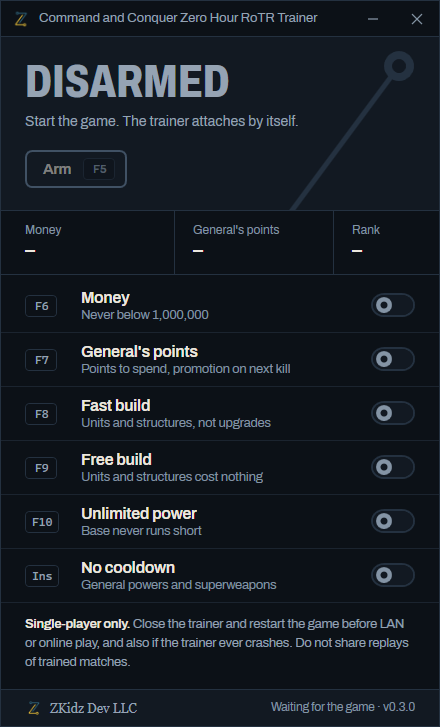 Command and Conquer Zero Hour RoTR Trainer
DISARMED
Start the game. The trainer attaches by itself.
Arm F5
Money General's points Rank
– – –
F6 Money
Never below 1,000,000
F7 General's points
Points to spend, promotion on next kill
F8 Fast build
Units and structures, not upgrades
F9 Free build
Units and structures cost nothing
F10 Unlimited power
Base never runs short
Ins No cooldown
General powers and superweapons
Single-player only. Close the trainer and restart the game before LAN
or online play, and also if the trainer ever crashes. Do not share replays
of trained matches.
ZKidz Dev LLC Waiting for the game · v0.3.0